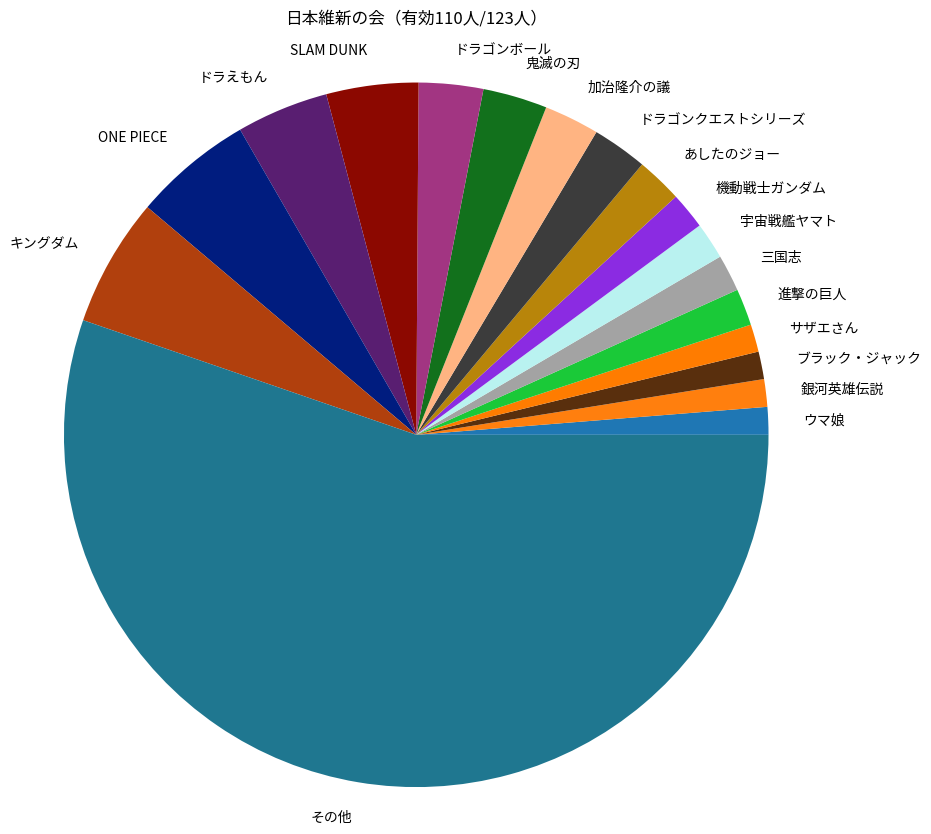 日本維新の会（有効110人/123人）
SLAM DUNK
ドラゴンボール
鬼滅の刃
ドラえもん
加治隆介の議
ドラゴンクエストシリーズ
ONE PIECE
あしたのジョー
機動戦士ガンダム
宇宙戦艦ヤマト
キングダム
三国志
進撃の巨人
サザエさん
ブラック・ジャック
銀河英雄伝説
ウマ娘
その他